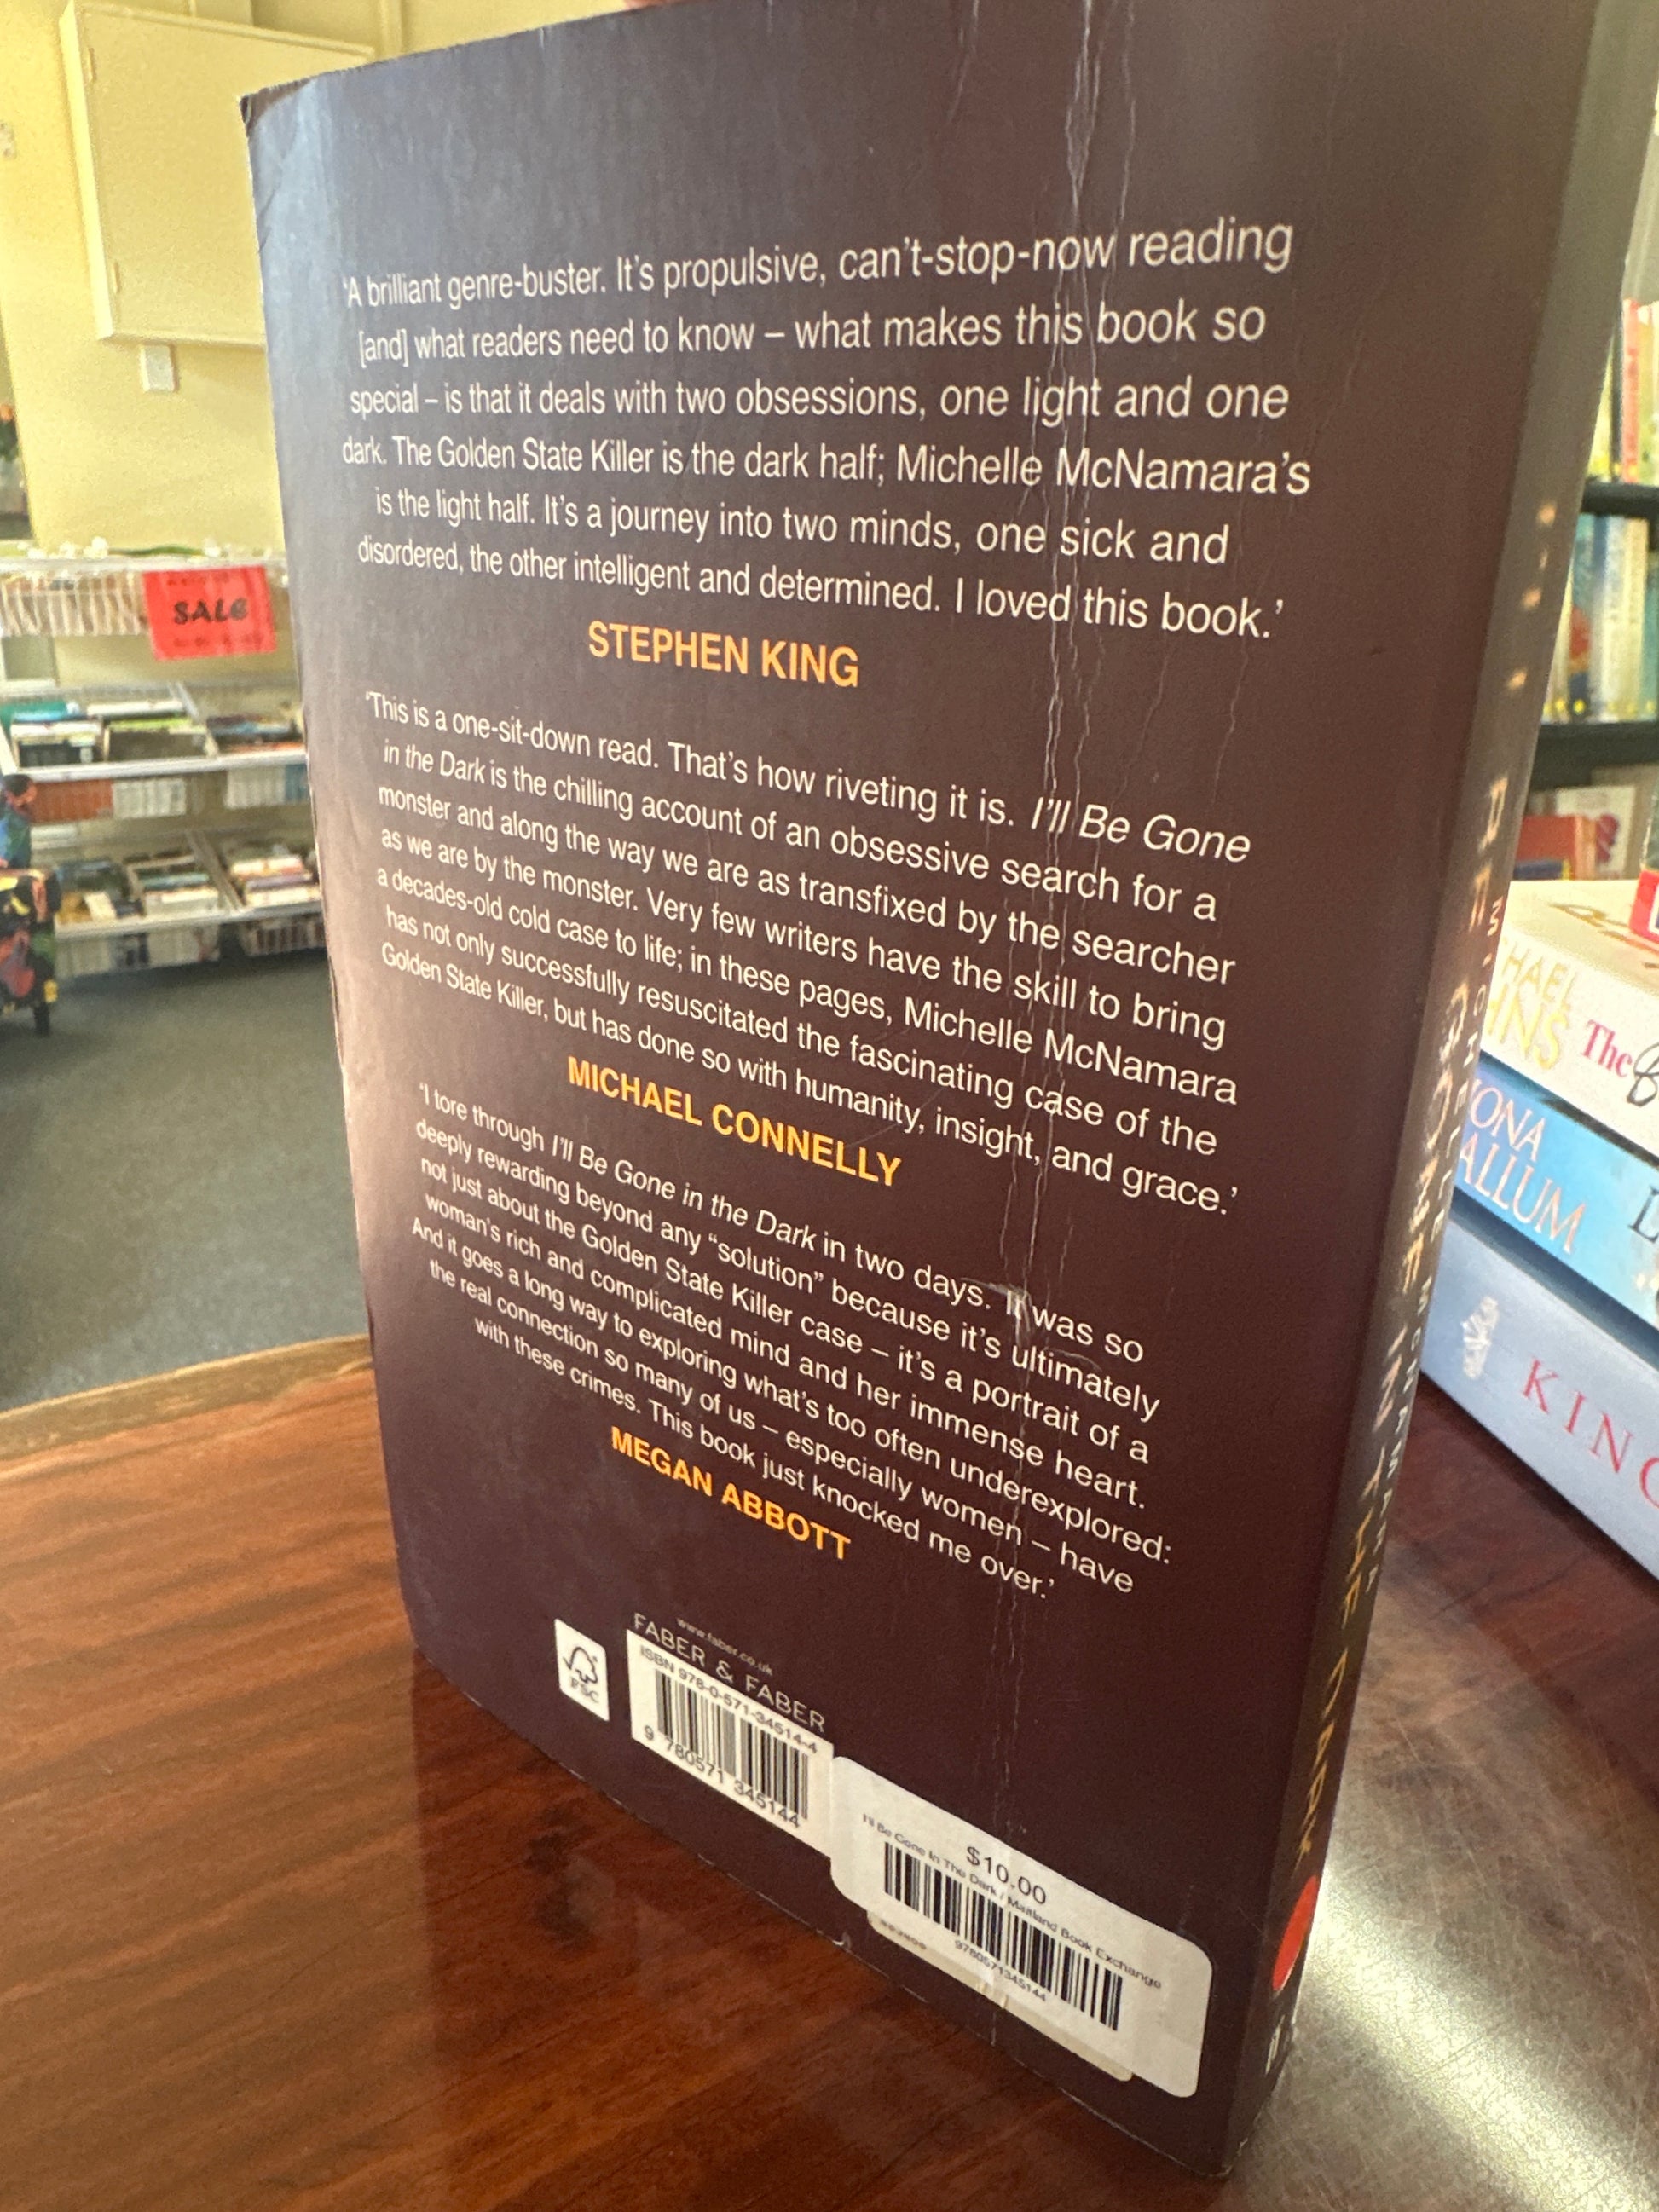 'A brilliant genre-buster. It's propulsive, can't-stop-now reading
[and] what readers need to know – what makes this book so
special – is that it deals with two obsessions, one light and one
dark. The Golden State Killer is the dark half; Michelle McNamara's
is the light half. It's a journey into two minds, one sick and
disordered, the other intelligent and determined. I loved this book.'
STEPHEN KING
'This is a one-sit-down read. That's how riveting it is. I'll Be Gone
in the Dark is the chilling account of an obsessive search for a
monster and along the way we are as transfixed by the searcher
as we are by the monster. Very few writers have the skill to bring
a decades-old cold case to life; in these pages, Michelle McNamara
has not only successfully resuscitated the fascinating case of the
Golden State Killer, but has done so with humanity, insight, and grace.'
MICHAEL CONNELLY
'I tore through I'll Be Gone in the Dark in two days. It was so
deeply rewarding beyond any “solution” because it's ultimately
not just about the Golden State Killer case – it's a portrait of a
woman's rich and complicated mind and her immense heart.
And it goes a long way to exploring what's too often underexplored:
the real connection so many of us – especially women – have
with these crimes. This book just knocked me over.'
MEGAN ABBOTT
www.faber.co.uk
FABER & FABER
ISBN 978-0-571-34514-4
9 780571 345144
FSC
$10.00
I'll Be Gone In The Dark / Maitland Book Exchange
9780571345144
MICHELLE McNAMARA
BE GONE IN THE DARK
SALE
HAEL
The
ALLUM
KING